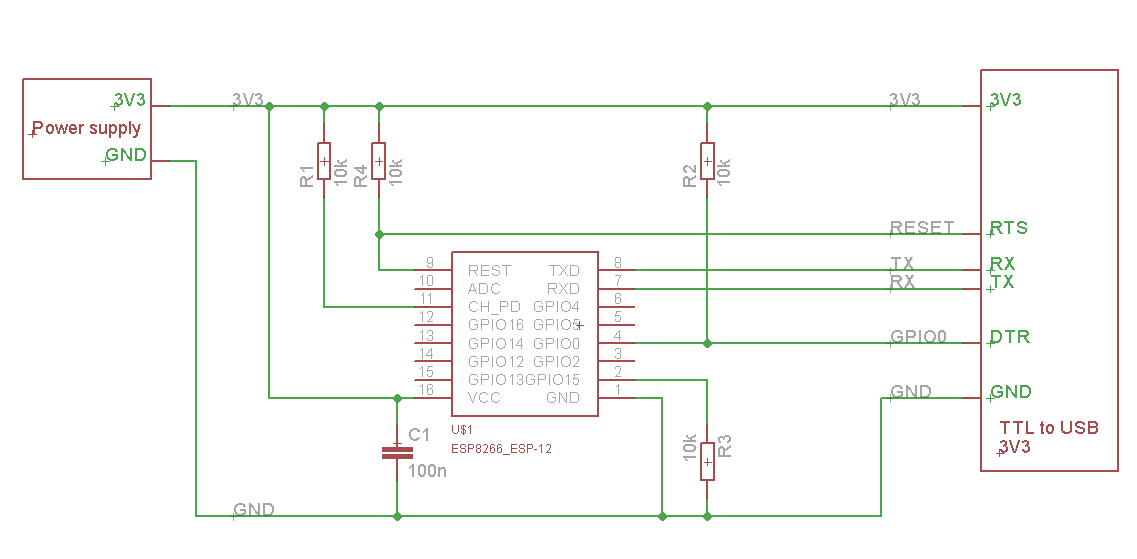 3V3
3V3
3V3
3V3
Power supply
GND
R1
10k
R4
10k
R2
10k
RESET
RTS
9
REST
TXD
8
TX
RX
10
ADC
RXD
7
RX
TX
11
CH_PD
GPIO4
6
12
GPIO16
GPIO5
5
13
GPIO14
GPIO0
4
GPIO0
DTR
14
GPIO12
GPIO2
3
15
GPIO13
GPIO15
2
16
VCC
GND
1
GND
GND
U$1
ESP8266_ESP-12
C1
100n
10k
R3
TTL to USB
3V3
GND